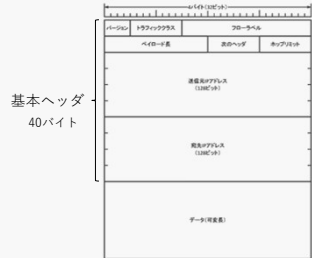 4バイト(32ビット)
バージョン トラフィッククラス フローラベル
ペイロード長 次のヘッダ ホップリミット
基本ヘッダ
40バイト
送信元IPアドレス
(128ビット)
宛先IPアドレス
(128ビット)
データ(可変長)